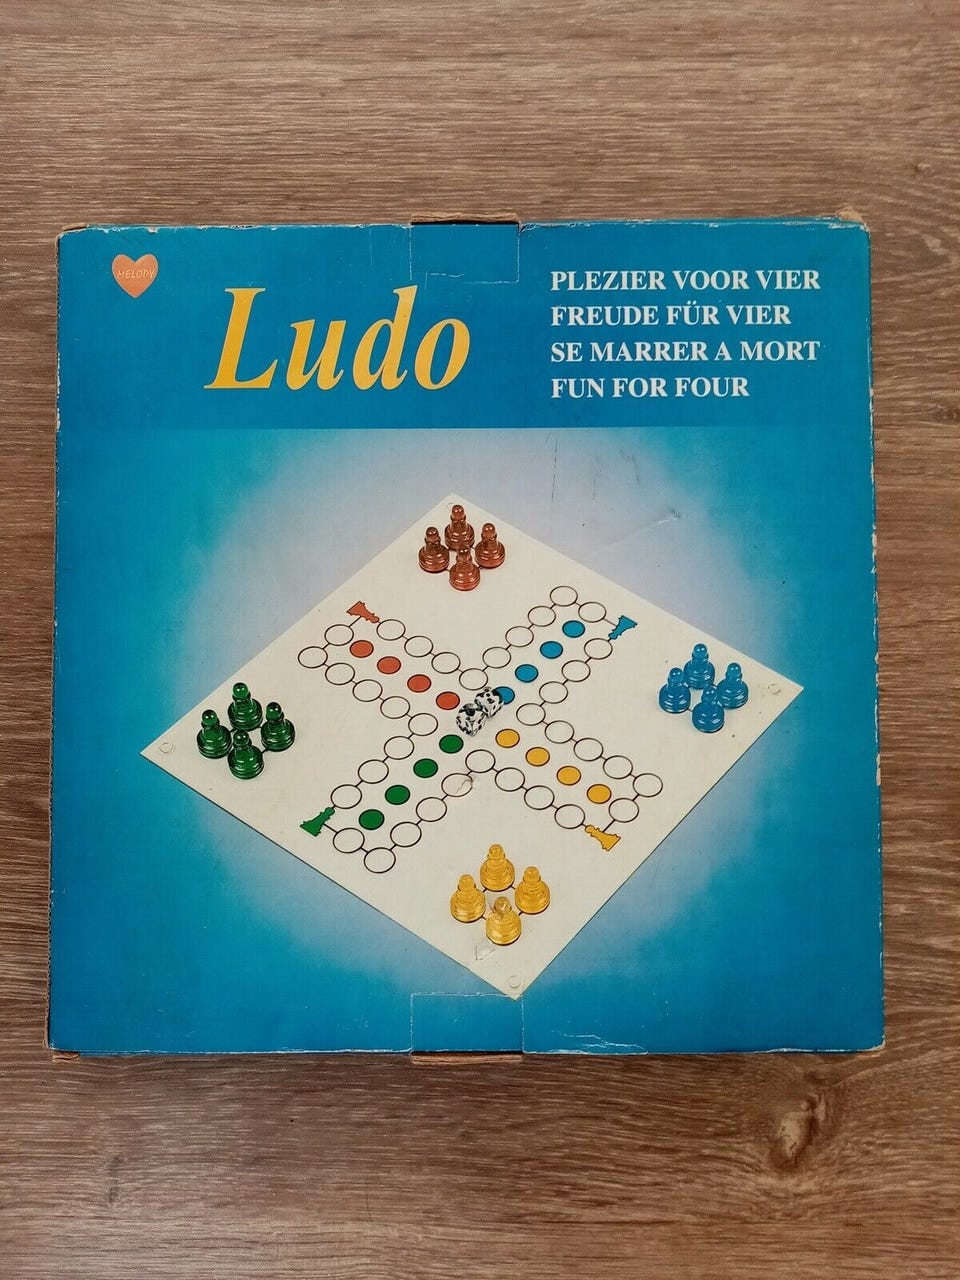 MELODY
Ludo
PLEZIER VOOR VIER
FREUDE FÜR VIER
SE MARRER A MORT
FUN FOR FOUR